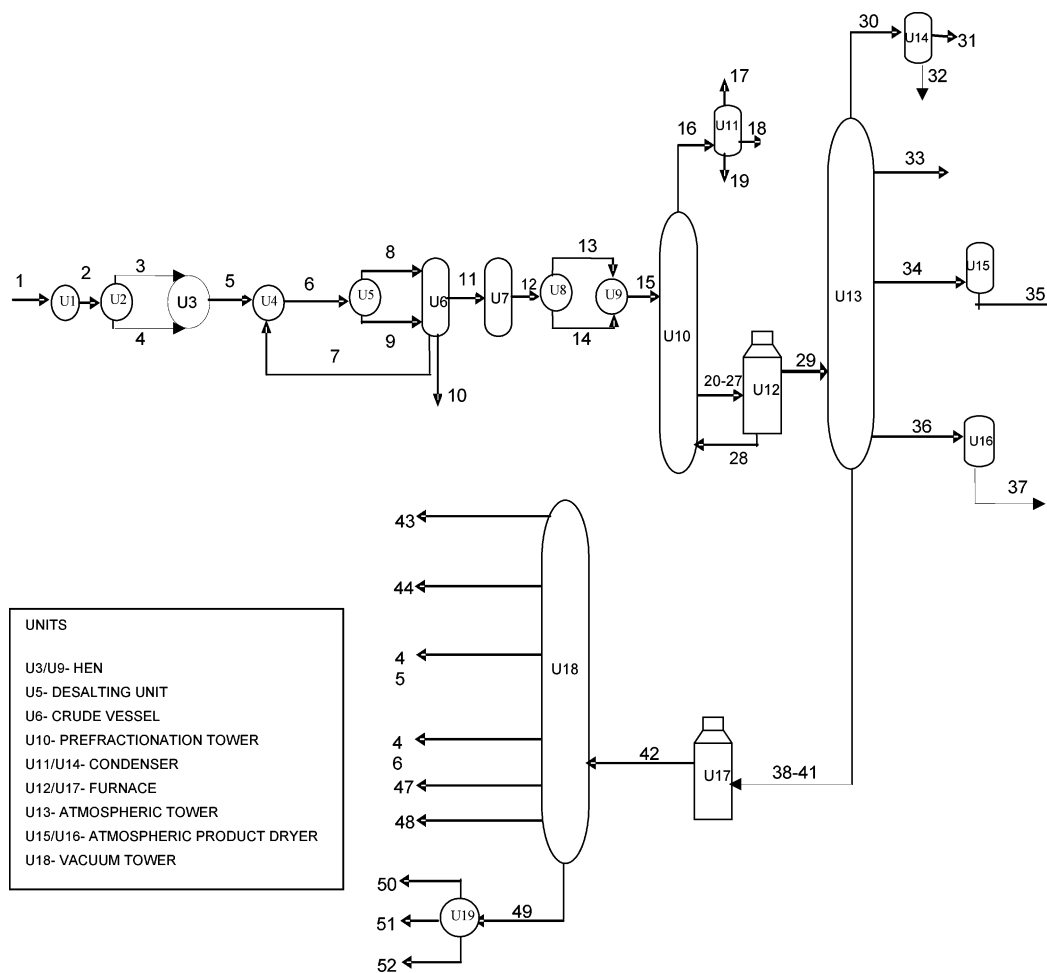 30
U14
31
32
17
16
U11
18
19
33
1
2
3
4
U1
U2
U3
5
U4
6
7
8
U5
9
U6
10
11
U7
12
U8
13
14
U9
15
U10
20-27
U12
28
29
U13
34
U15
35
36
U16
37
43
44
4
5
4
6
47
48
U18
42
U17
38-41
49
U19
50
51
52
UNITS
U3/U9- HEN
U5- DESALTING UNIT
U6- CRUDE VESSEL
U10- PREFRACTIONATION TOWER
U11/U14- CONDENSER
U12/U17- FURNACE
U13- ATMOSPHERIC TOWER
U15/U16- ATMOSPHERIC PRODUCT DRYER
U18- VACUUM TOWER